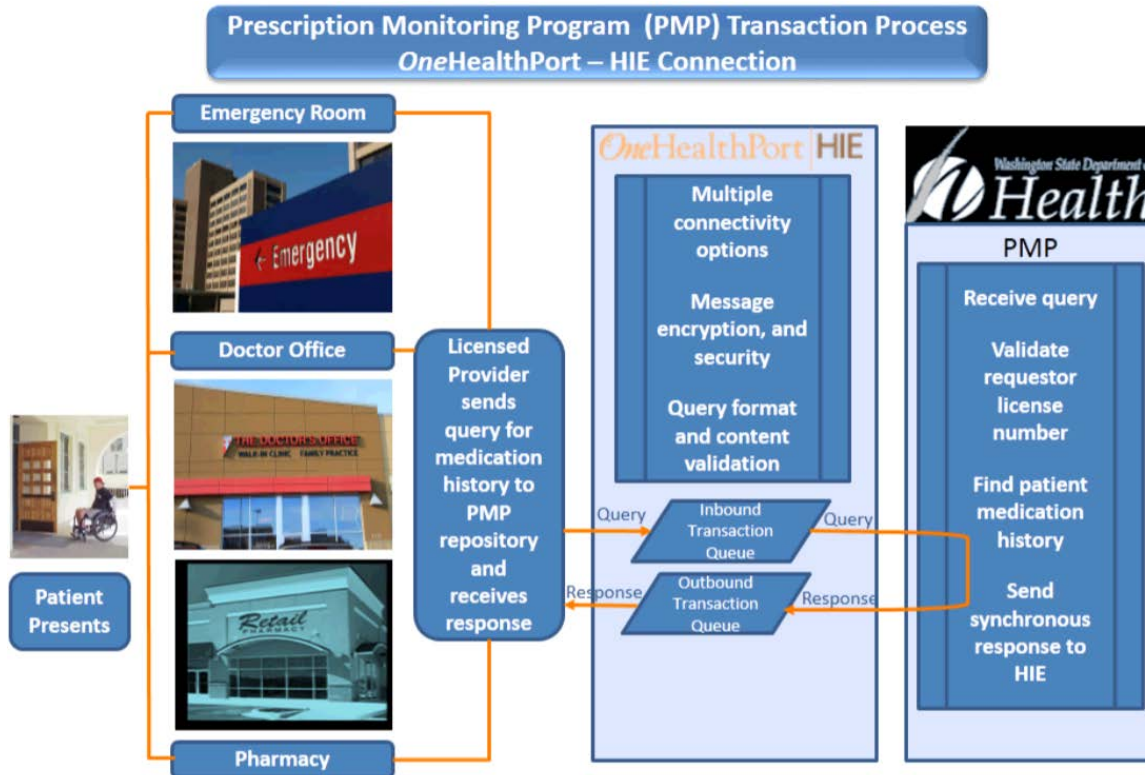 Prescription Monitoring Program (PMP) Transaction Process
OneHealthPort – HIE Connection
Emergency Room
← Emergency
Doctor Office
THE DOCTOR'S OFFICE
WALK-IN CLINIC FAMILY PRACTICE
Patient
Presents
Retail
PHARMACY
Pharmacy
Licensed
Provider
sends
query for
medication
history to
PMP
repository
and
receives
response
OneHealthPort HIE
Multiple
connectivity
options
Message
encryption, and
security
Query format
and content
validation
Query
Inbound
Transaction
Queue
Query
Response
Outbound
Transaction
Queue
Response
Washington State Department
Health
PMP
Receive query
Validate
requestor
license
number
Find patient
medication
history
Send
synchronous
response to
HIE